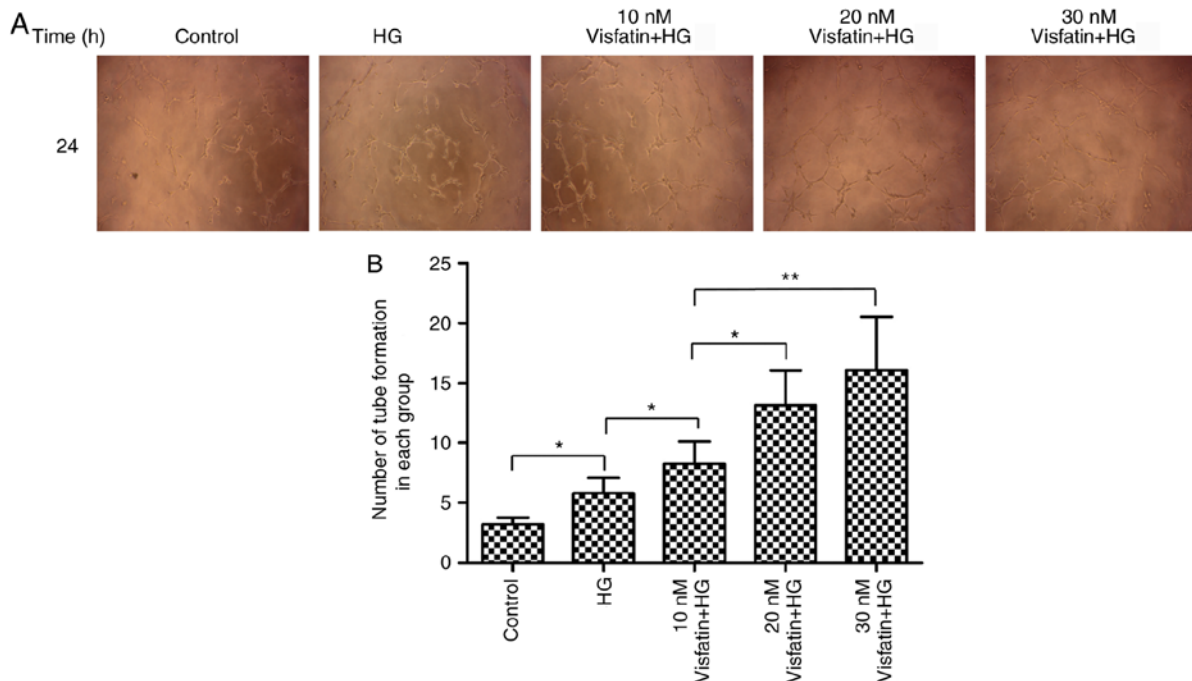 A
Time (h)
Control
HG
10 nM
Visfatin+HG
20 nM
Visfatin+HG
30 nM
Visfatin+HG
24
B
Number of tube formation
in each group
25
20
15
10
5
0
*
*
*
**
Control
HG
10 nM
Visfatin+HG
20 nM
Visfatin+HG
30 nM
Visfatin+HG